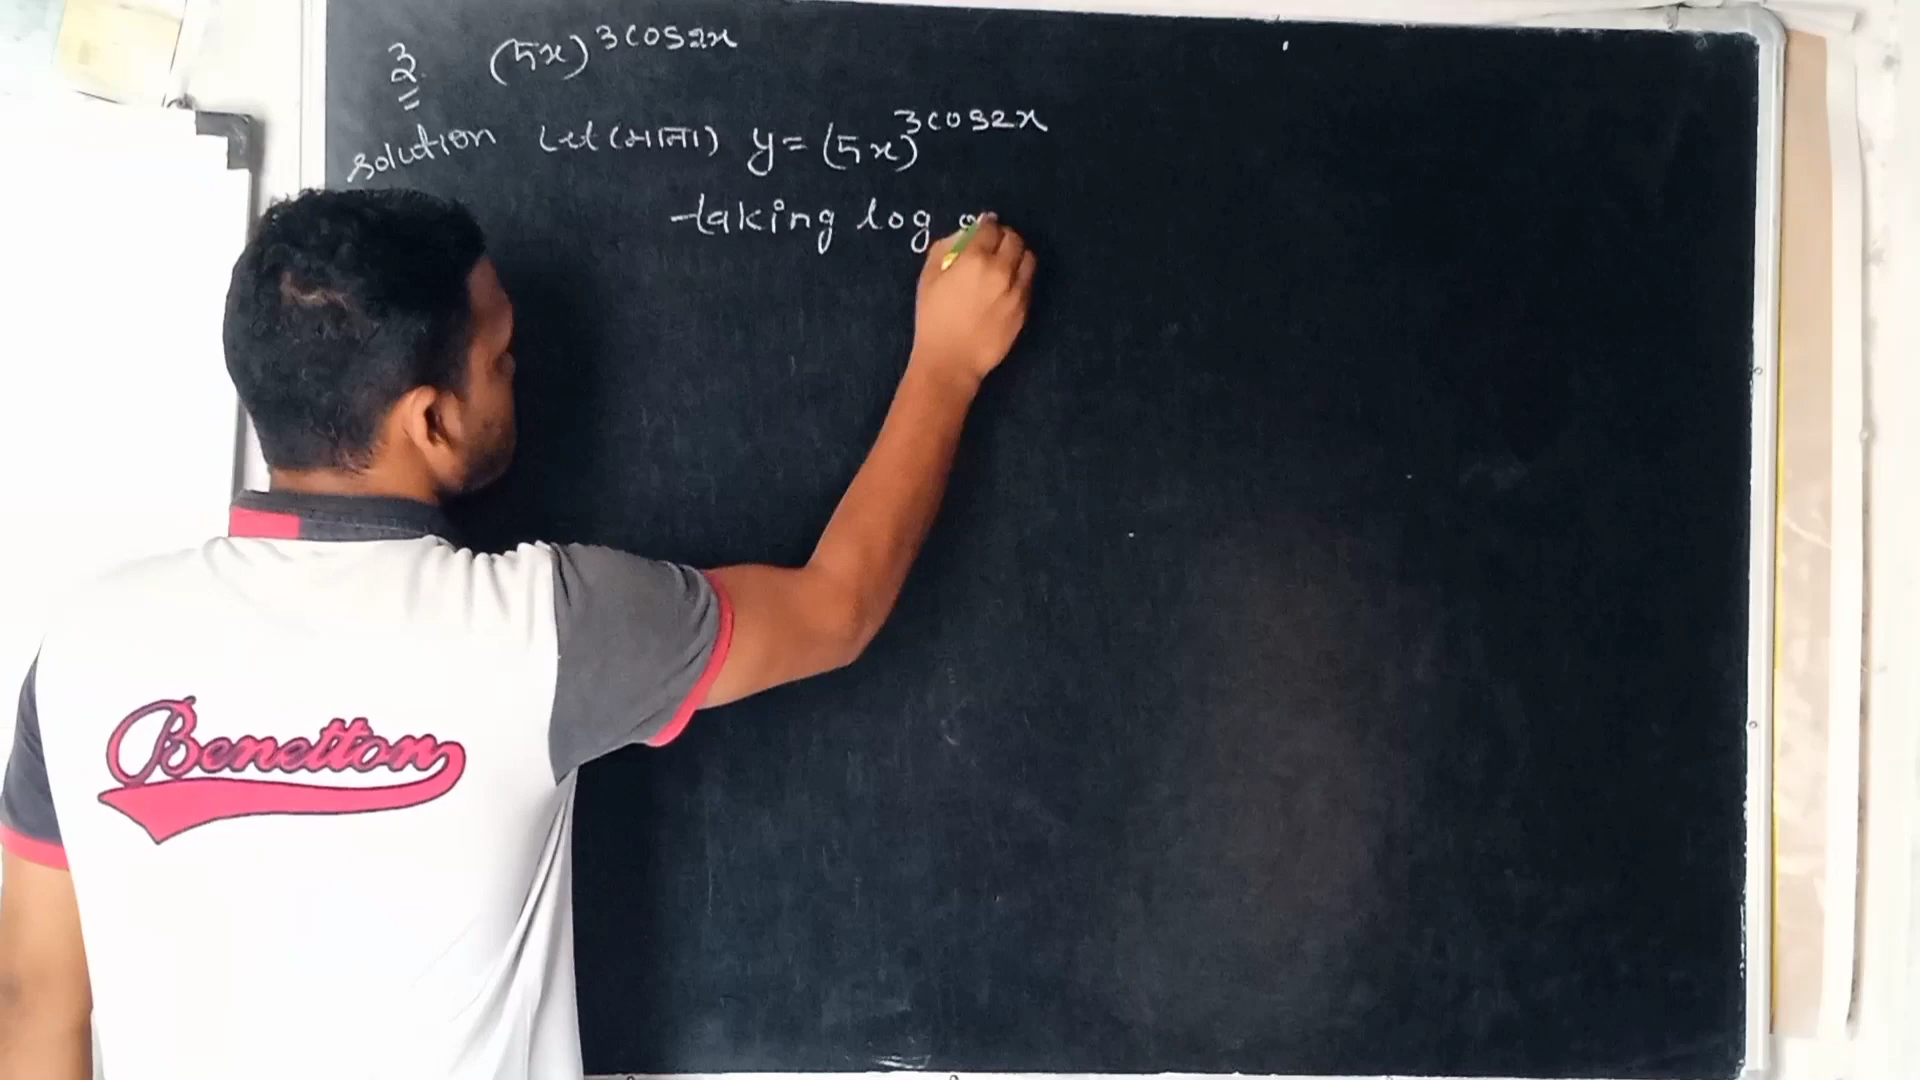 3. (5x)^3cos2x
solution Let (माना) y = (5x)^3cos2x
taking log
Benetton